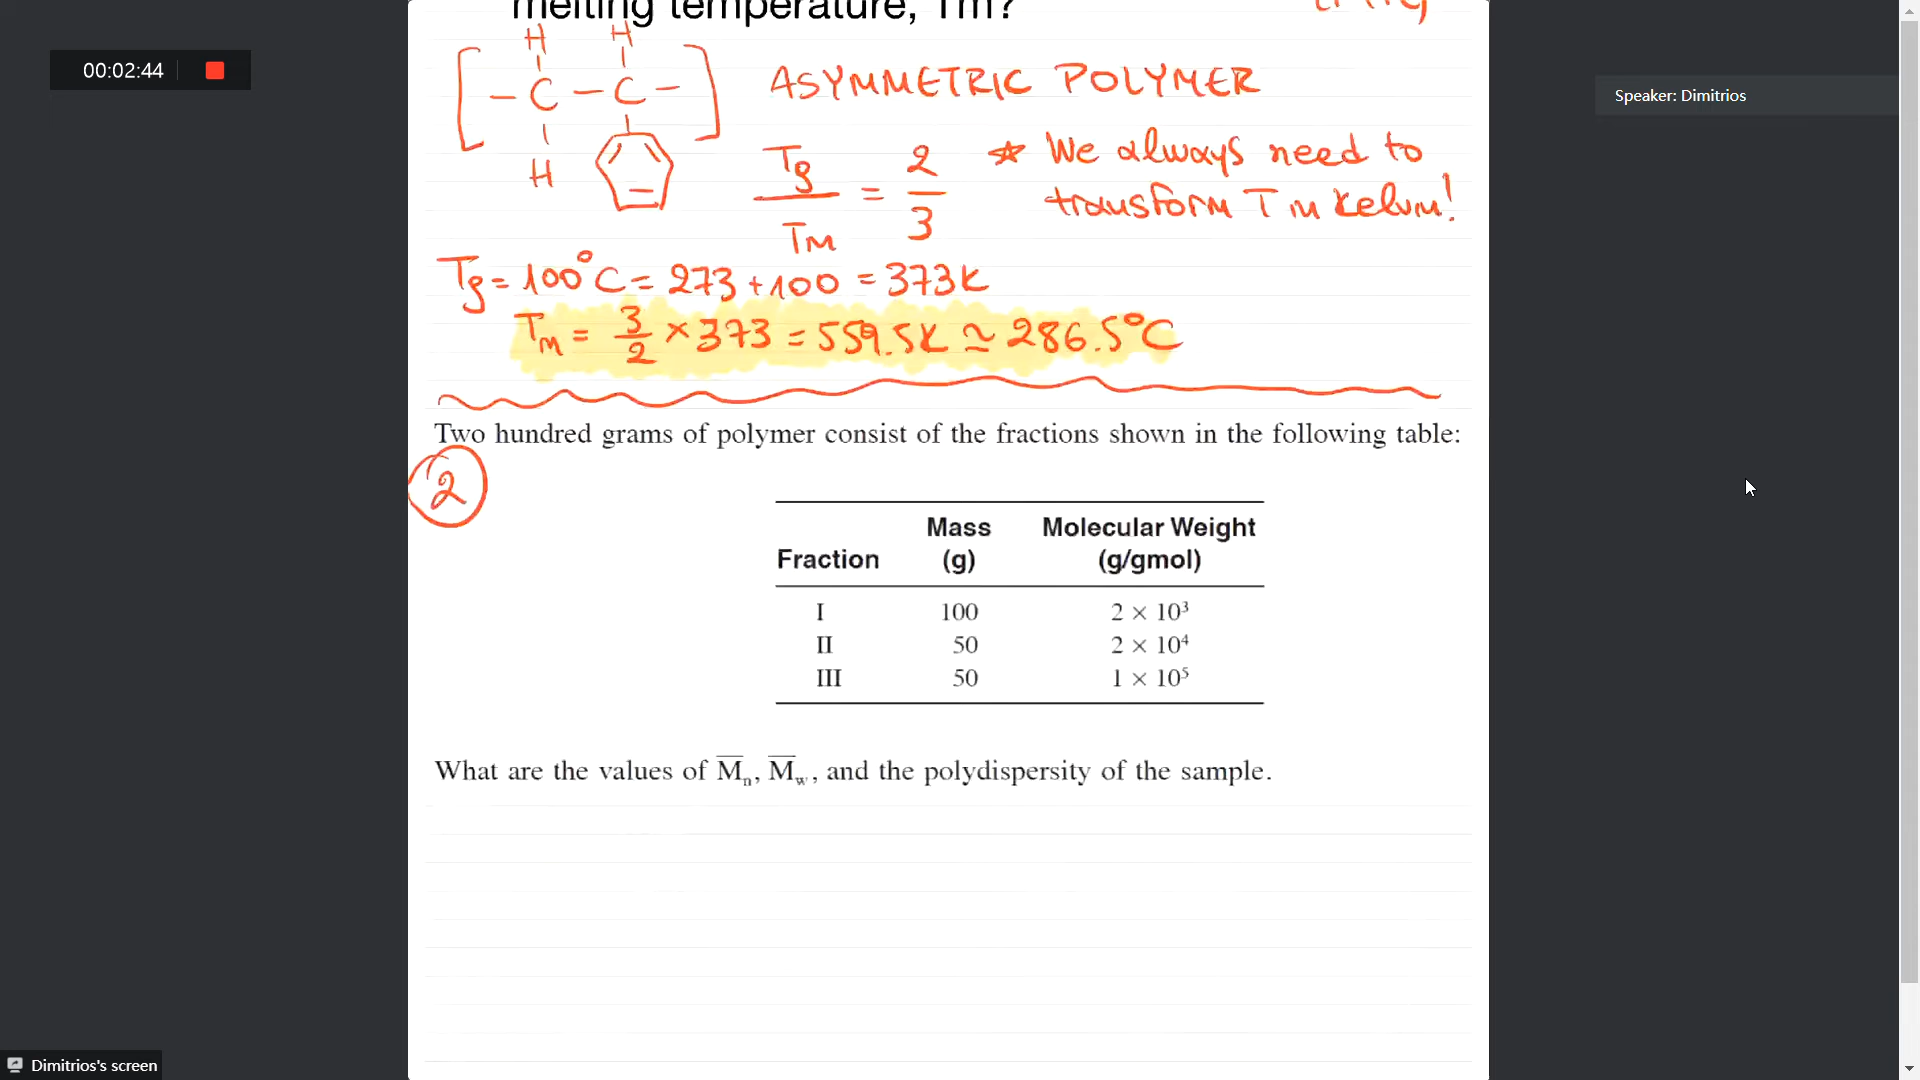 melting temperature, Tm?
00:02:44
H H
[ - C - C - ] ASYMMETRIC POLYMER
Speaker: Dimitrios
H
Tg / TM = 2 / 3
* We always need to
transform T in Kelvin!
Tg = 100°C = 273 + 100 = 373K
TM = 3/2 × 373 = 559.5K ≃ 286.5°C
Two hundred grams of polymer consist of the fractions shown in the following table:
2
Mass Molecular Weight
Fraction (g) (g/gmol)
I 100 2 × 10³
II 50 2 × 10⁴
III 50 1 × 10⁵
What are the values of M̅n, M̅w, and the polydispersity of the sample.
Dimitrios's screen